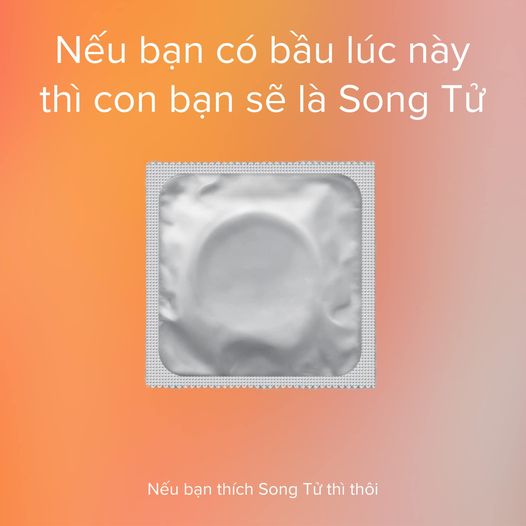 Nếu bạn có bầu lúc này
thì con bạn sẽ là Song Tử
Nếu bạn thích Song Tử thì thôi